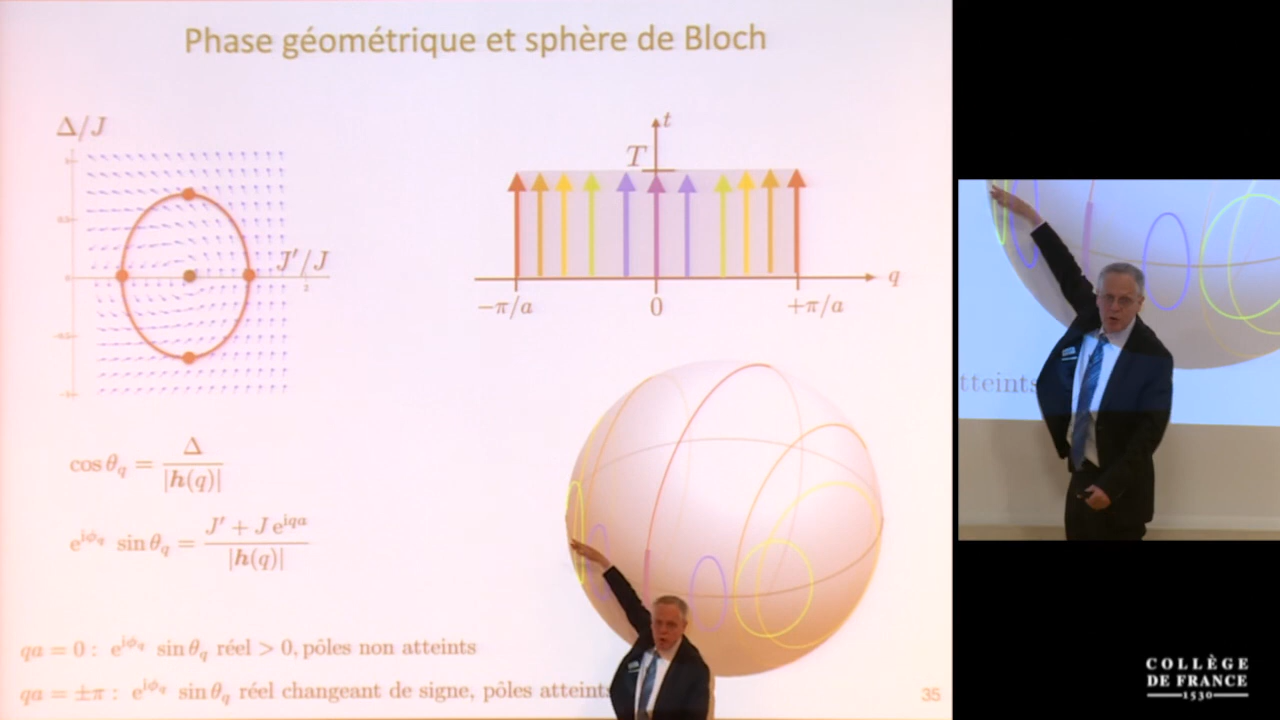 Phase géométrique et sphère de Bloch
Δ/J
J′/J
t
T
q
−π/a
0
+π/a
cos θ_q = Δ / |h(q)|
e^{iϕ_q} sin θ_q = (J′ + J e^{iqa}) / |h(q)|
qa = 0 : e^{iϕ_q} sin θ_q réel > 0, pôles non atteints
qa = ±π : e^{iϕ_q} sin θ_q réel changeant de signe, pôles atteints
35
tteints
COLLÈGE
DE FRANCE
1530